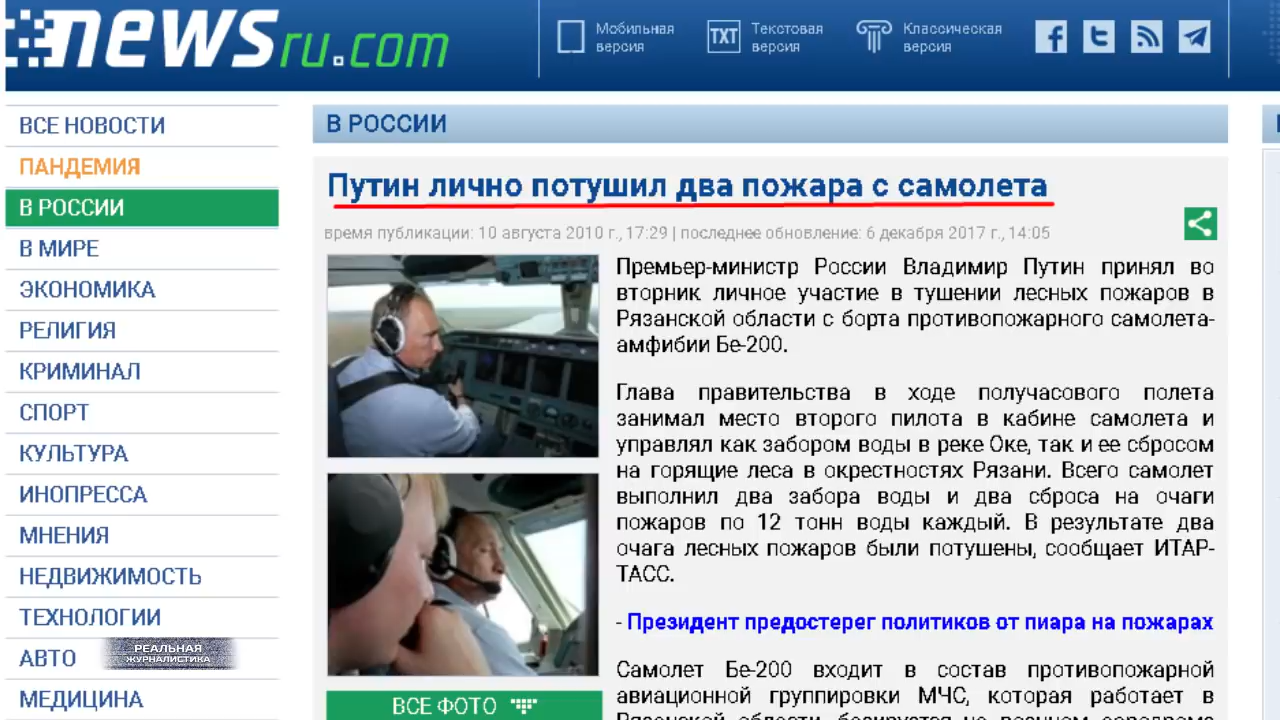 newsru.com
Мобильная
версия
TXT
Текстовая
версия
Классическая
версия
ВСЕ НОВОСТИ
ПАНДЕМИЯ
В РОССИИ
В МИРЕ
ЭКОНОМИКА
РЕЛИГИЯ
КРИМИНАЛ
СПОРТ
КУЛЬТУРА
ИНОПРЕССА
МНЕНИЯ
НЕДВИЖИМОСТЬ
ТЕХНОЛОГИИ
АВТО
МЕДИЦИНА
РЕАЛЬНАЯ
ЖУРНАЛИСТИКА
В РОССИИ
Путин лично потушил два пожара с самолета
время публикации: 10 августа 2010 г., 17:29 | последнее обновление: 6 декабря 2017 г., 14:05
Премьер-министр России Владимир Путин принял во
вторник личное участие в тушении лесных пожаров в
Рязанской области с борта противопожарного самолета-
амфибии Бе-200.
Глава правительства в ходе получасового полета
занимал место второго пилота в кабине самолета и
управлял как забором воды в реке Оке, так и ее сбросом
на горящие леса в окрестностях Рязани. Всего самолет
выполнил два забора воды и два сброса на очаги
пожаров по 12 тонн воды каждый. В результате два
очага лесных пожаров были потушены, сообщает ИТАР-
ТАСС.
- Президент предостерег политиков от пиара на пожарах
Самолет Бе-200 входит в состав противопожарной
авиационной группировки МЧС, которая работает в
ВСЕ ФОТО